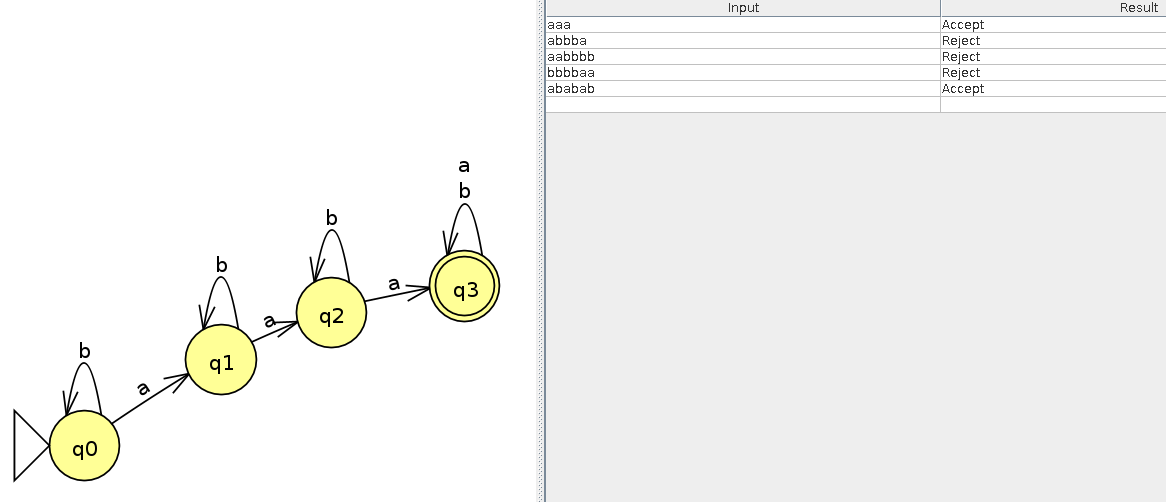 Input Result
aaa Accept
abbba Reject
aabbbb Reject
bbbbaa Reject
ababab Accept
a
b
b
a
q3
b
a
q2
b
a
q1
b
q0